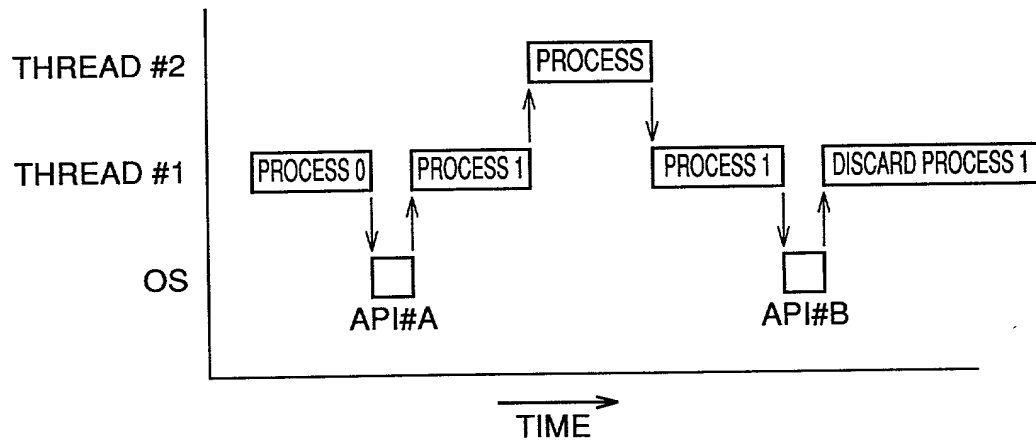 THREAD #2
PROCESS
THREAD #1
PROCESS 0
PROCESS 1
PROCESS 1
DISCARD PROCESS 1
OS
API#A
API#B
TIME